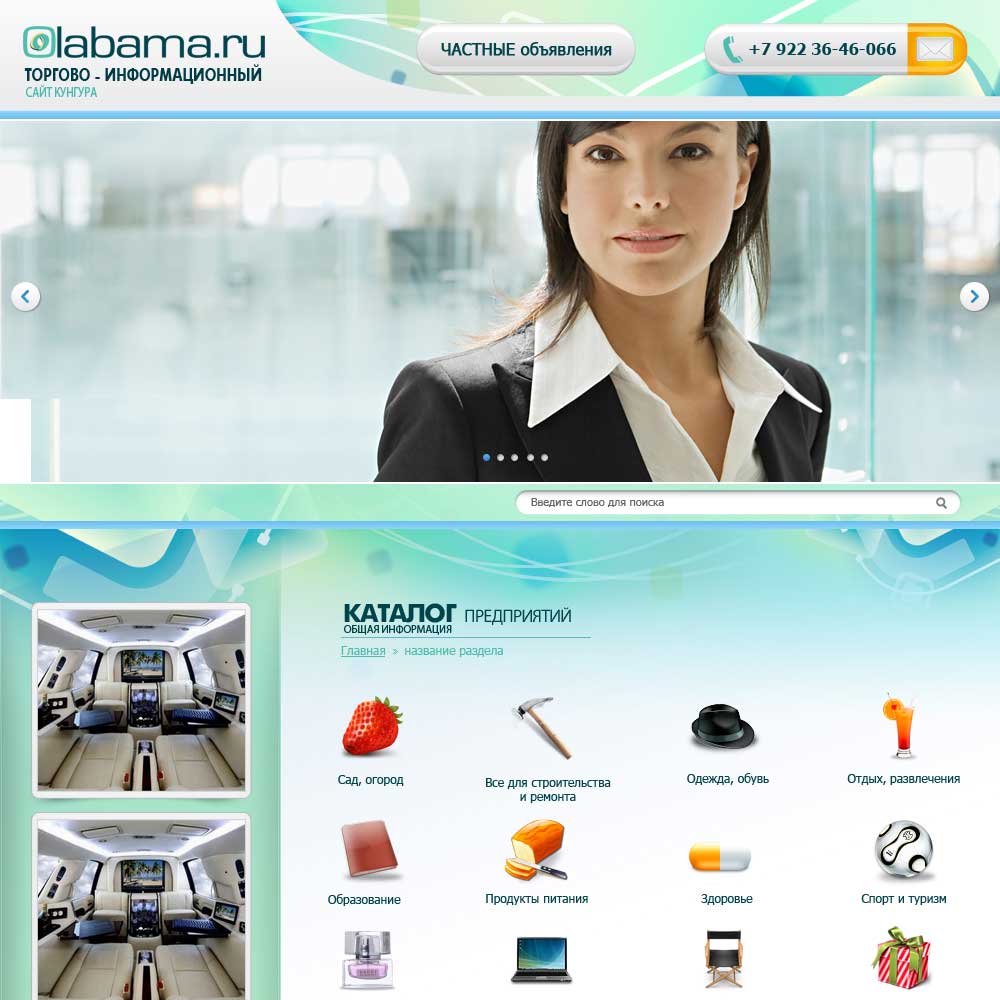 Olabama.ru
ТОРГОВО - ИНФОРМАЦИОННЫЙ
САЙТ КУНГУРА
ЧАСТНЫЕ объявления
+7 922 36-46-066
Введите слово для поиска
КАТАЛОГ ПРЕДПРИЯТИЙ
ОБЩАЯ ИНФОРМАЦИЯ
Главная » название раздела
Сад, огород
Все для строительства
и ремонта
Одежда, обувь
Отдых, развлечения
Образование
Продукты питания
Здоровье
Спорт и туризм